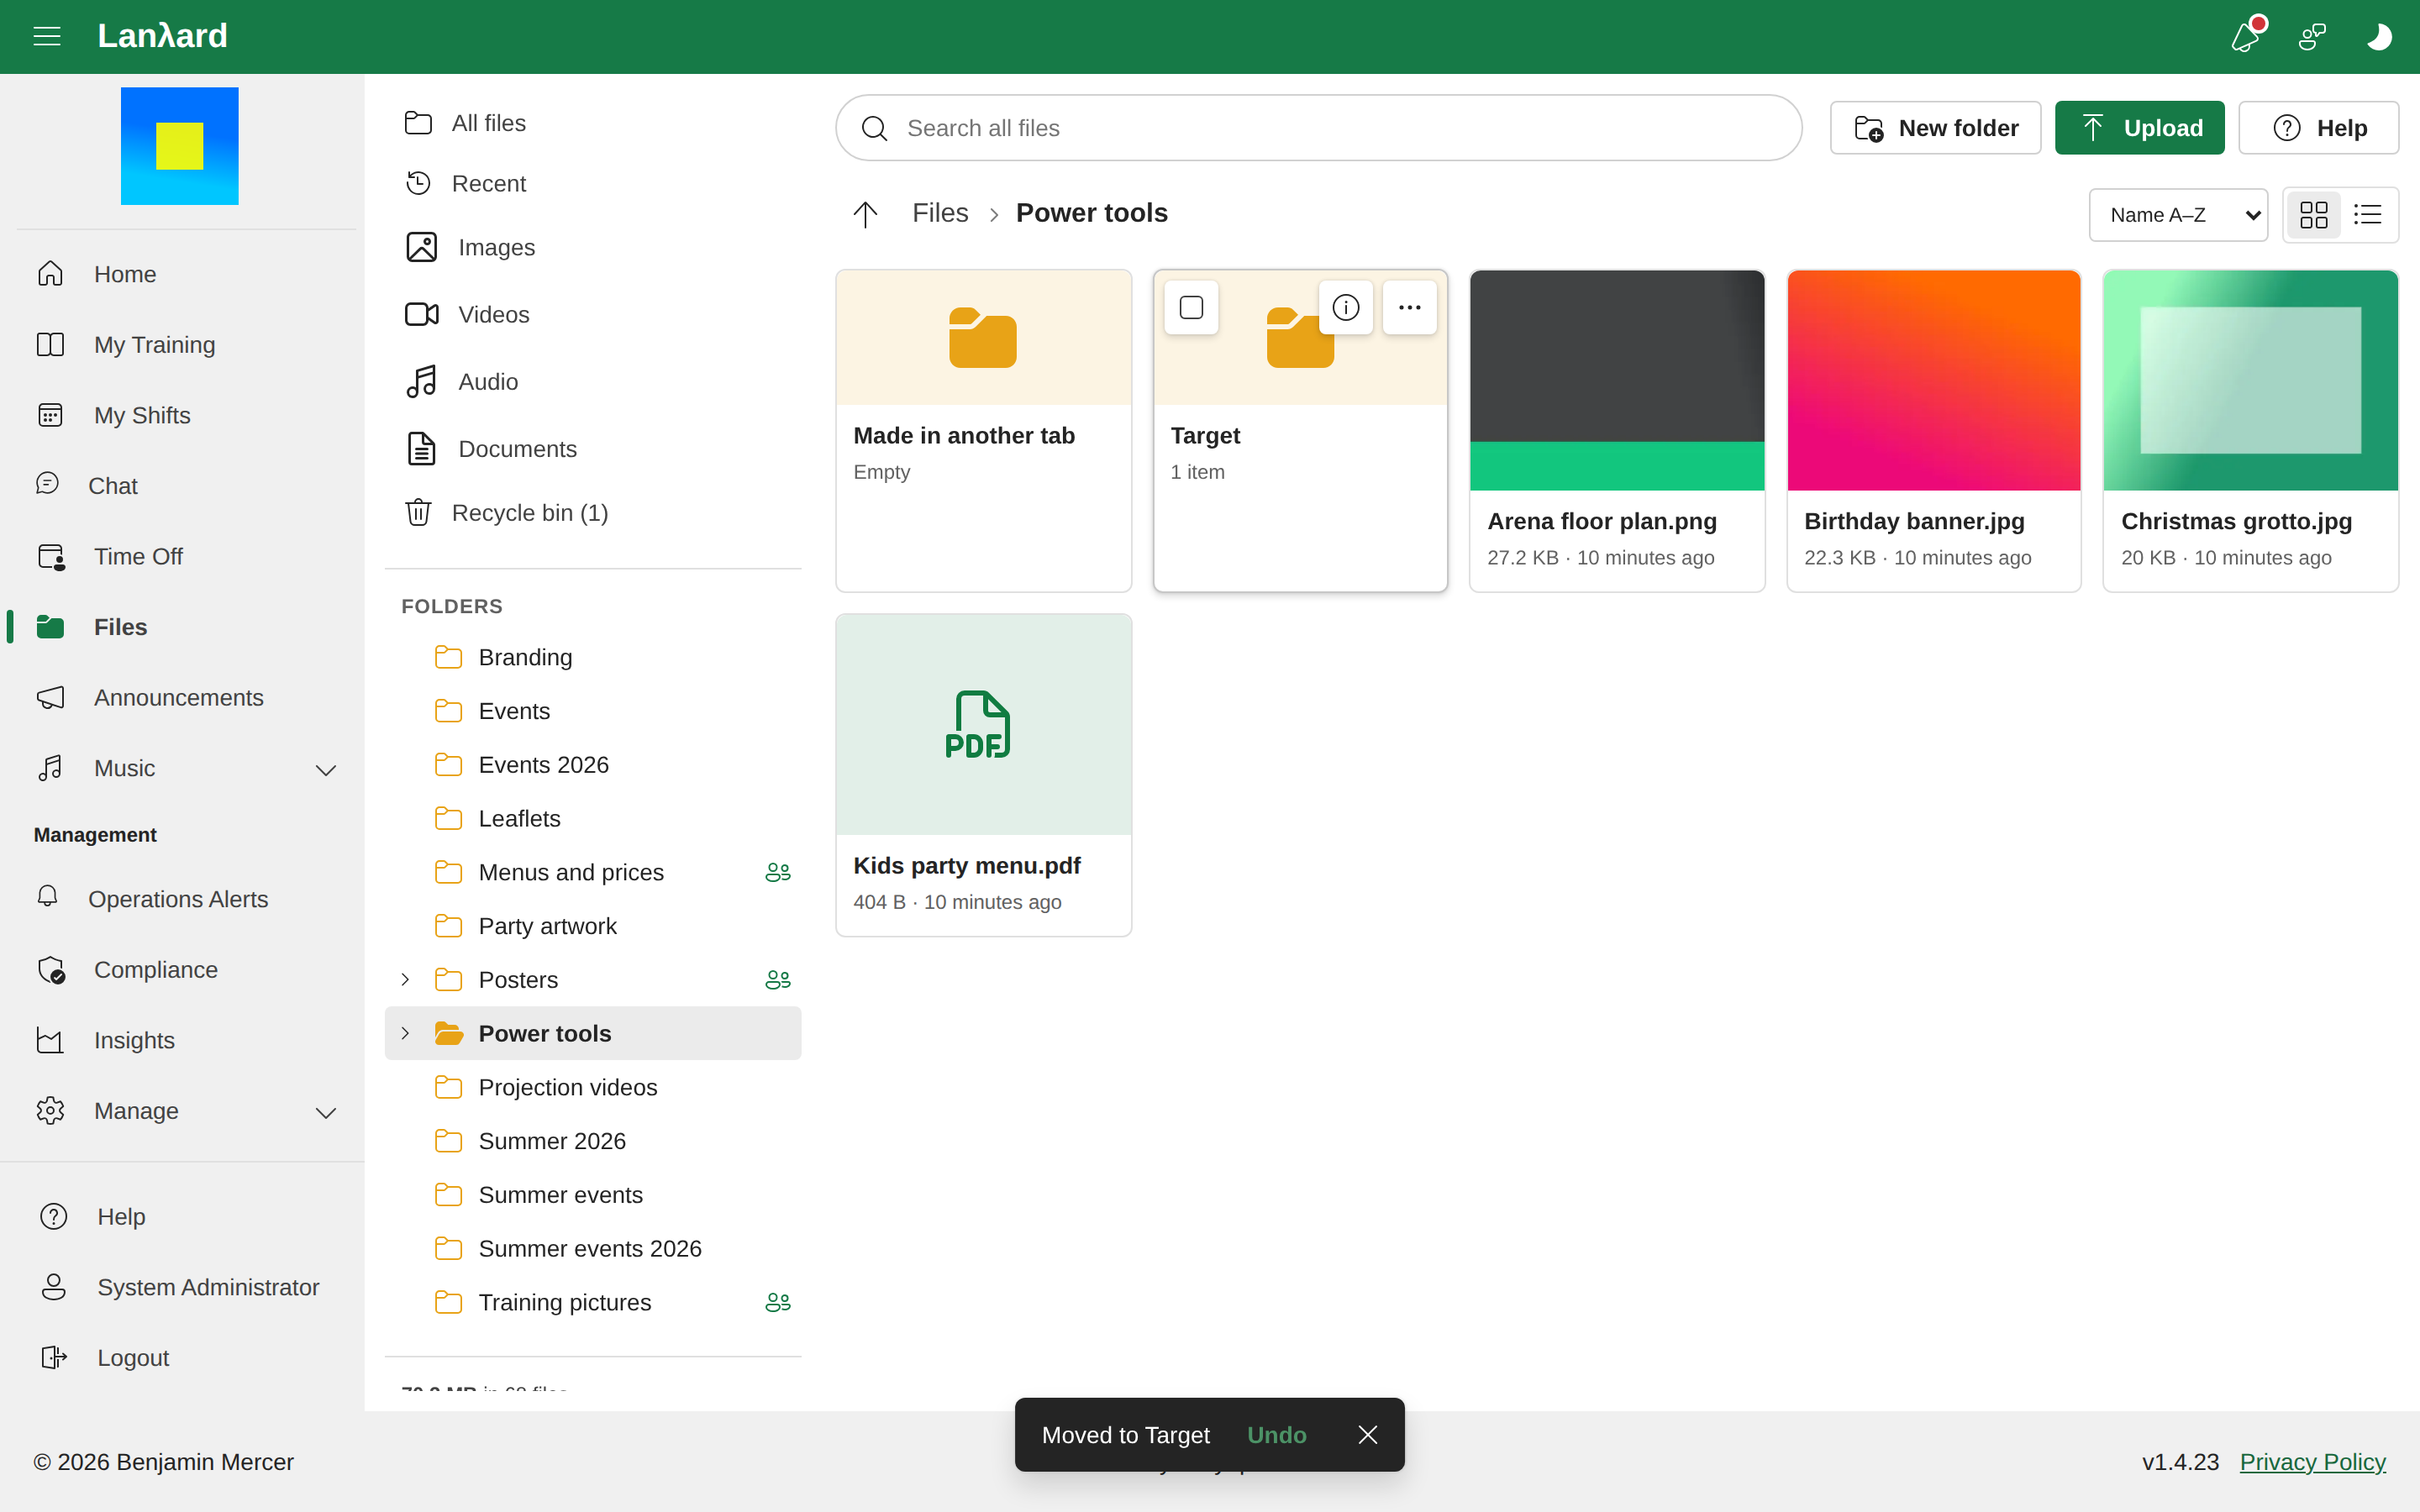 Lanλard
Home
My Training
My Shifts
Chat
Time Off
Files
Announcements
Music
Management
Operations Alerts
Compliance
Insights
Manage
Help
System Administrator
Logout
All files
Recent
Images
Videos
Audio
Documents
Recycle bin (1)
FOLDERS
Branding
Events
Events 2026
Leaflets
Menus and prices
Party artwork
Posters
Power tools
Projection videos
Summer 2026
Summer events
Summer events 2026
Training pictures
Search all files
New folder
Upload
Help
Files
Power tools
Name A–Z
Made in another tab
Empty
Target
1 item
Arena floor plan.png
27.2 KB · 10 minutes ago
Birthday banner.jpg
22.3 KB · 10 minutes ago
Christmas grotto.jpg
20 KB · 10 minutes ago
PDF
Kids party menu.pdf
404 B · 10 minutes ago
Moved to Target Undo
© 2026 Benjamin Mercer
v1.4.23 Privacy Policy